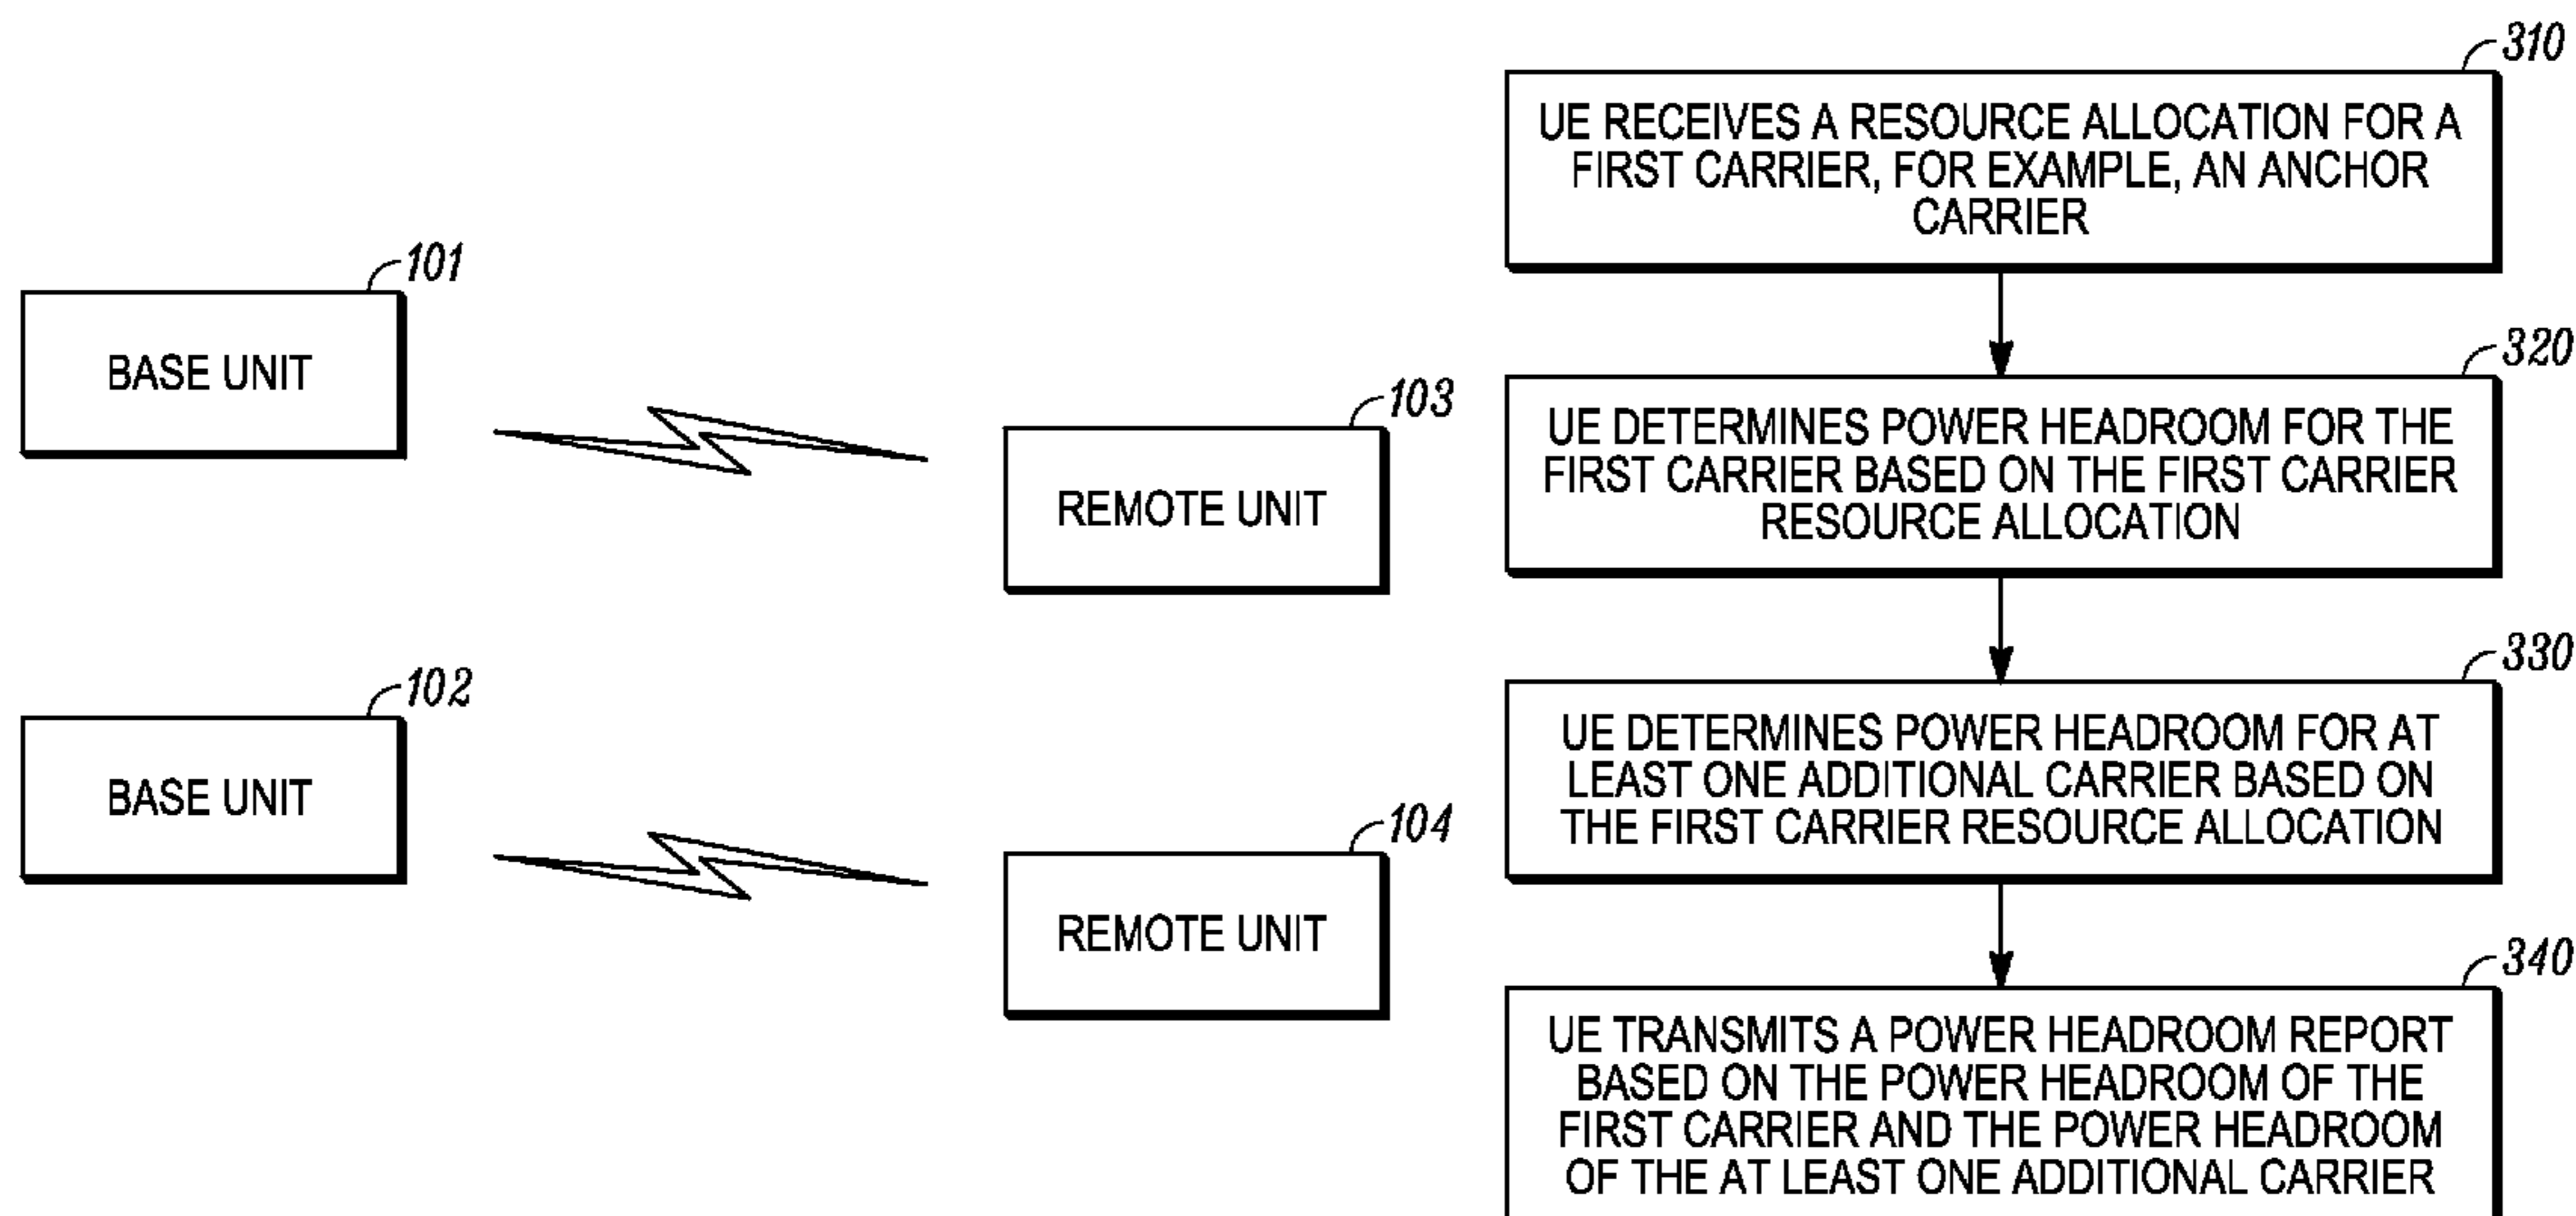 101
BASE UNIT
103
REMOTE UNIT
102
BASE UNIT
104
REMOTE UNIT
310
UE RECEIVES A RESOURCE ALLOCATION FOR A
FIRST CARRIER, FOR EXAMPLE, AN ANCHOR
CARRIER
320
UE DETERMINES POWER HEADROOM FOR THE
FIRST CARRIER BASED ON THE FIRST CARRIER
RESOURCE ALLOCATION
330
UE DETERMINES POWER HEADROOM FOR AT
LEAST ONE ADDITIONAL CARRIER BASED ON
THE FIRST CARRIER RESOURCE ALLOCATION
340
UE TRANSMITS A POWER HEADROOM REPORT
BASED ON THE POWER HEADROOM OF THE
FIRST CARRIER AND THE POWER HEADROOM
OF THE AT LEAST ONE ADDITIONAL CARRIER